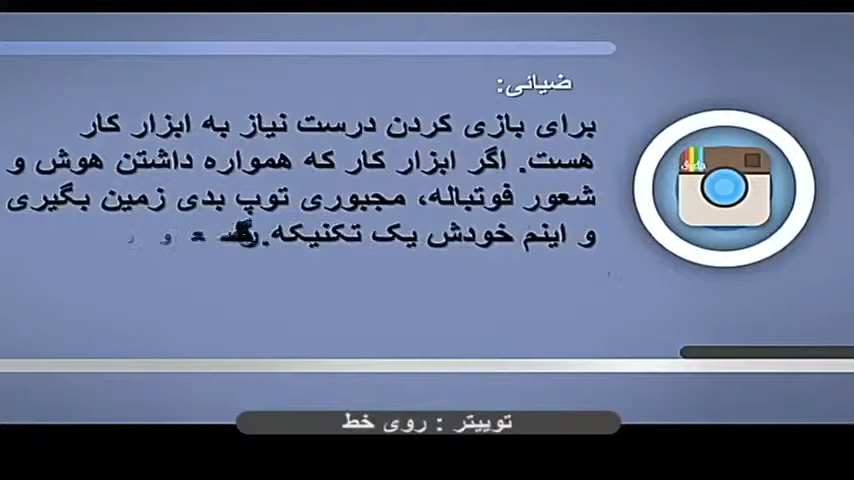 ضیائی:
برای بازی کردن درست نیاز به ابزار کار
هست. اگر ابزار کار که همواره داشتن هوش و
شعور فوتباله، مجبوری توپ بدی زمین بگیری
و اینم خودش یک تکنیکه.
توییتر : روی خط